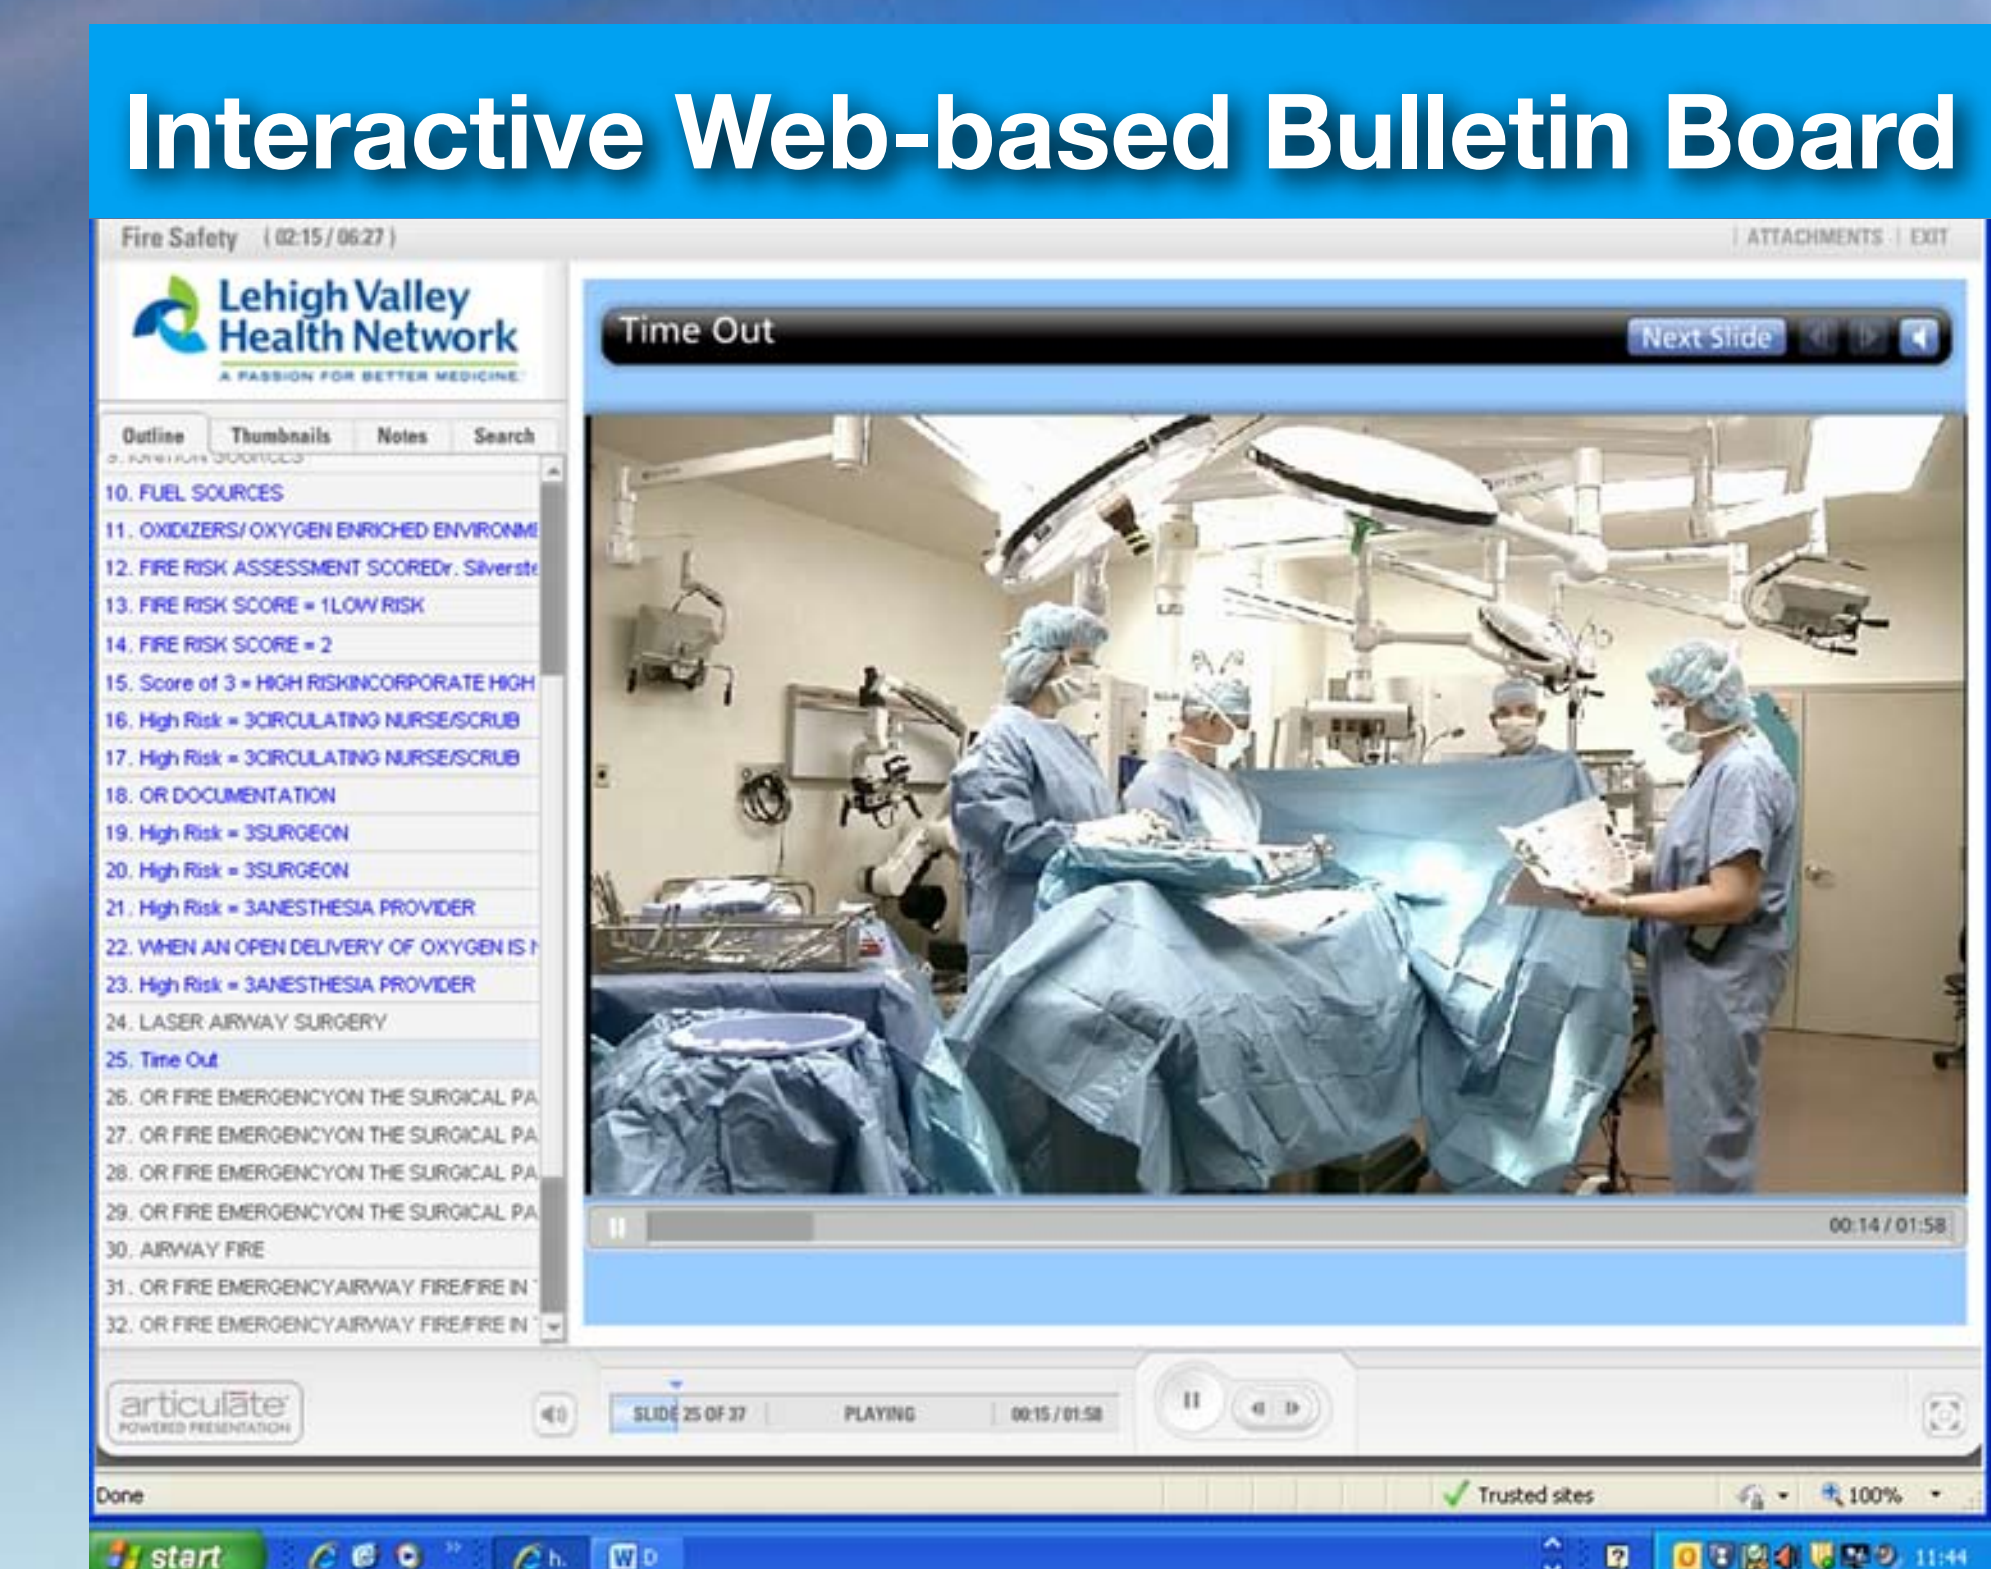 Interactive Web-based Bulletin Board
Fire Safety ( 02:15 / 06:27 )
ATTACHMENTS | EXIT
Lehigh Valley
Health Network
A PASSION FOR BETTER MEDICINE.
Time Out
Next Slide
Outline Thumbnails Notes Search
9. IGNITION SOURCES
10. FUEL SOURCES
11. OXIDIZERS/ OXYGEN ENRICHED ENVIRONME
12. FIRE RISK ASSESSMENT SCOREDr. Silverste
13. FIRE RISK SCORE = 1LOW RISK
14. FIRE RISK SCORE = 2
15. Score of 3 = HIGH RISKINCORPORATE HIGH
16. High Risk = 3CIRCULATING NURSE/SCRUB
17. High Risk = 3CIRCULATING NURSE/SCRUB
18. OR DOCUMENTATION
19. High Risk = 3SURGEON
20. High Risk = 3SURGEON
21. High Risk = 3ANESTHESIA PROVIDER
22. WHEN AN OPEN DELIVERY OF OXYGEN IS
23. High Risk = 3ANESTHESIA PROVIDER
24. LASER AIRWAY SURGERY
25. Time Out
26. OR FIRE EMERGENCYON THE SURGICAL PA
27. OR FIRE EMERGENCYON THE SURGICAL PA
28. OR FIRE EMERGENCYON THE SURGICAL PA
29. OR FIRE EMERGENCYON THE SURGICAL PA
30. AIRWAY FIRE
31. OR FIRE EMERGENCYAIRWAY FIRE/FIRE IN
32. OR FIRE EMERGENCYAIRWAY FIRE/FIRE IN
00:14 / 01:58
articulate
POWERED PRESENTATION
SLIDE 25 OF 37 PLAYING 00:15 / 01:58
Done
Trusted sites
100%
start
h.
D
11:44